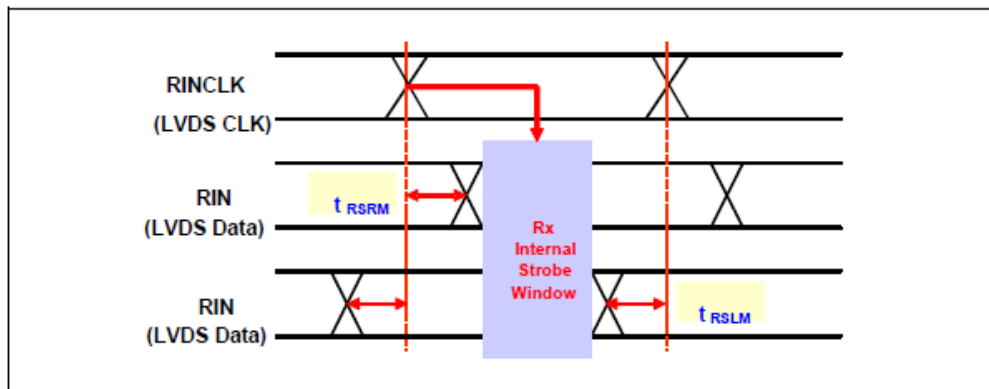 RINCLK
(LVDS CLK)
RIN
(LVDS Data)
t RSRM
Rx
Internal
Strobe
Window
RIN
(LVDS Data)
t RSLM